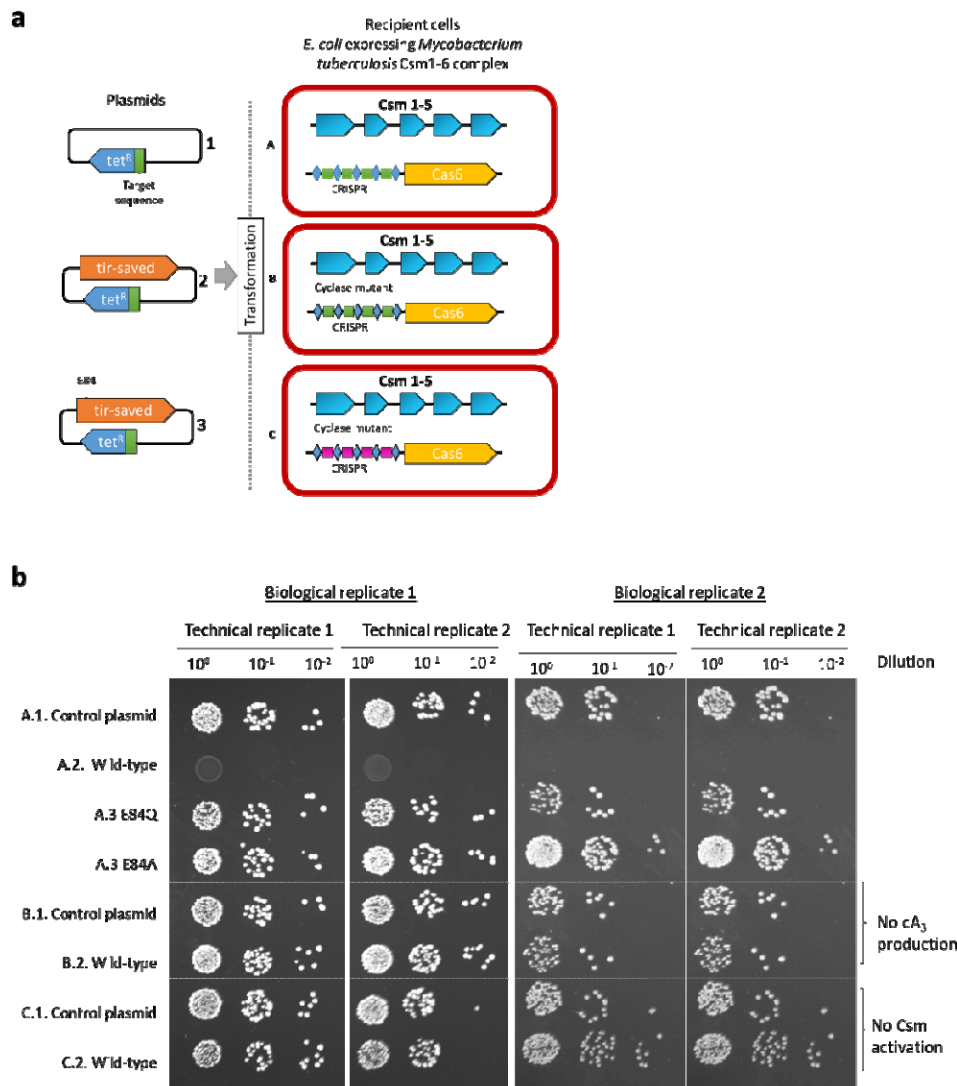 a
Recipient cells
E. coli expressing Mycobacterium
tuberculosis Csm1-6 complex
Plasmids
1
tetR
Target
sequence
A
Csm 1-5
CRISPR
Cas6
tir-saved
2
tetR
Transformation
B
Csm 1-5
Cyclase mutant
CRISPR
Cas6
tir-saved
3
tetR
C
Csm 1-5
Cyclase mutant
CRISPR
Cas6
b
Biological replicate 1
Biological replicate 2
Technical replicate 1
Technical replicate 2
Technical replicate 1
Technical replicate 2
10⁰ 10⁻¹ 10⁻² 10⁰ 10⁻¹ 10⁻² 10⁰ 10⁻¹ 10⁻² 10⁰ 10⁻¹ 10⁻² Dilution
A.1. Control plasmid
A.2. Wild-type
A.3 E84Q
A.3 E84A
B.1. Control plasmid
B.2. Wild-type
No cA₃
production
C.1. Control plasmid
C.2. Wild-type
No Csm
activation